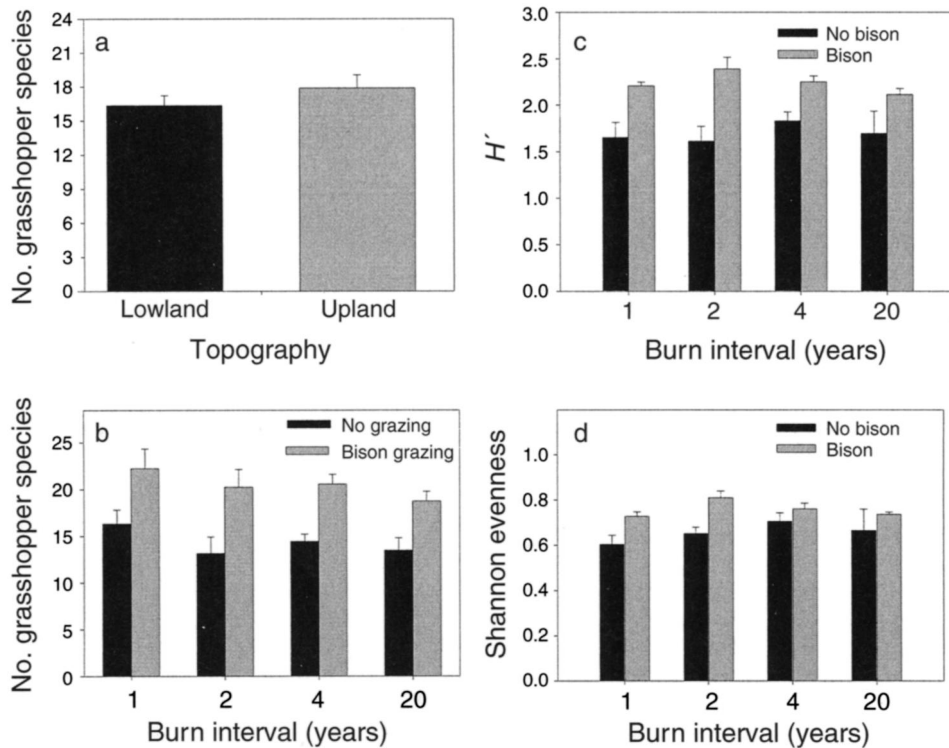 a
No. grasshopper species
24
21
18
15
12
9
6
3
0
Lowland
Upland
Topography
c
No bison
Bison
H´
3.0
2.5
2.0
1.5
1.0
0.5
0.0
1 2 4 20
Burn interval (years)
b
No grazing
Bison grazing
No. grasshopper species
25
20
15
10
5
0
1 2 4 20
Burn interval (years)
d
No bison
Bison
Shannon evenness
1.0
0.8
0.6
0.4
0.2
0.0
1 2 4 20
Burn interval (years)